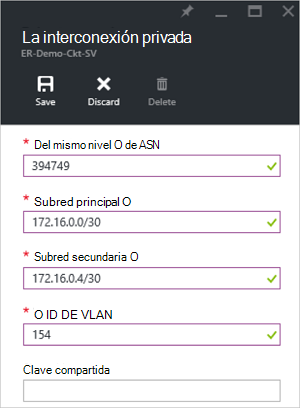 La interconexión privada
ER-Demo-Ckt-SV
Save Discard Delete
* Del mismo nivel O de ASN
394749
* Subred principal O
172.16.0.0/30
* Subred secundaria O
172.16.0.4/30
* O ID DE VLAN
154
Clave compartida